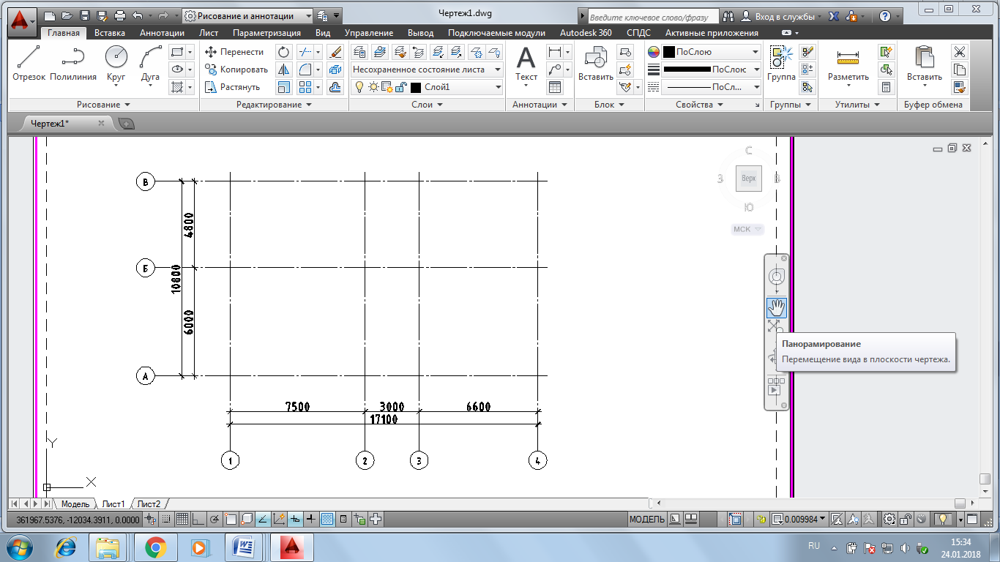 Рисование и аннотации
Чертеж1.dwg
Введите ключевое слово/фразу
Вход в службы
Главная Вставка Аннотации Лист Параметризация Вид Управление Вывод Подключаемые модули Autodesk 360 СПДС Активные приложения
Отрезок Полилиния Круг Дуга
Перенести
Копировать
Растянуть
Несохраненное состояние листа
Слой1
Текст
Вставить
ПоСлою
ПоСлою
ПоСл...
Группа
Разметить
Вставить
Рисование Редактирование Слои Аннотации Блок Свойства Группы Утилиты Буфер обмена
Чертеж1*
С
З Верх В
Ю
МСК
В
4800
Б
10800
6000
А
7500 3000 6600
17100
1 2 3 4
Y
X
Панорамирование
Перемещение вида в плоскости чертежа.
Модель Лист1 Лист2
361967.5376, -12034.3911, 0.0000
МОДЕЛЬ
0.009984
RU
15:34
24.01.2018